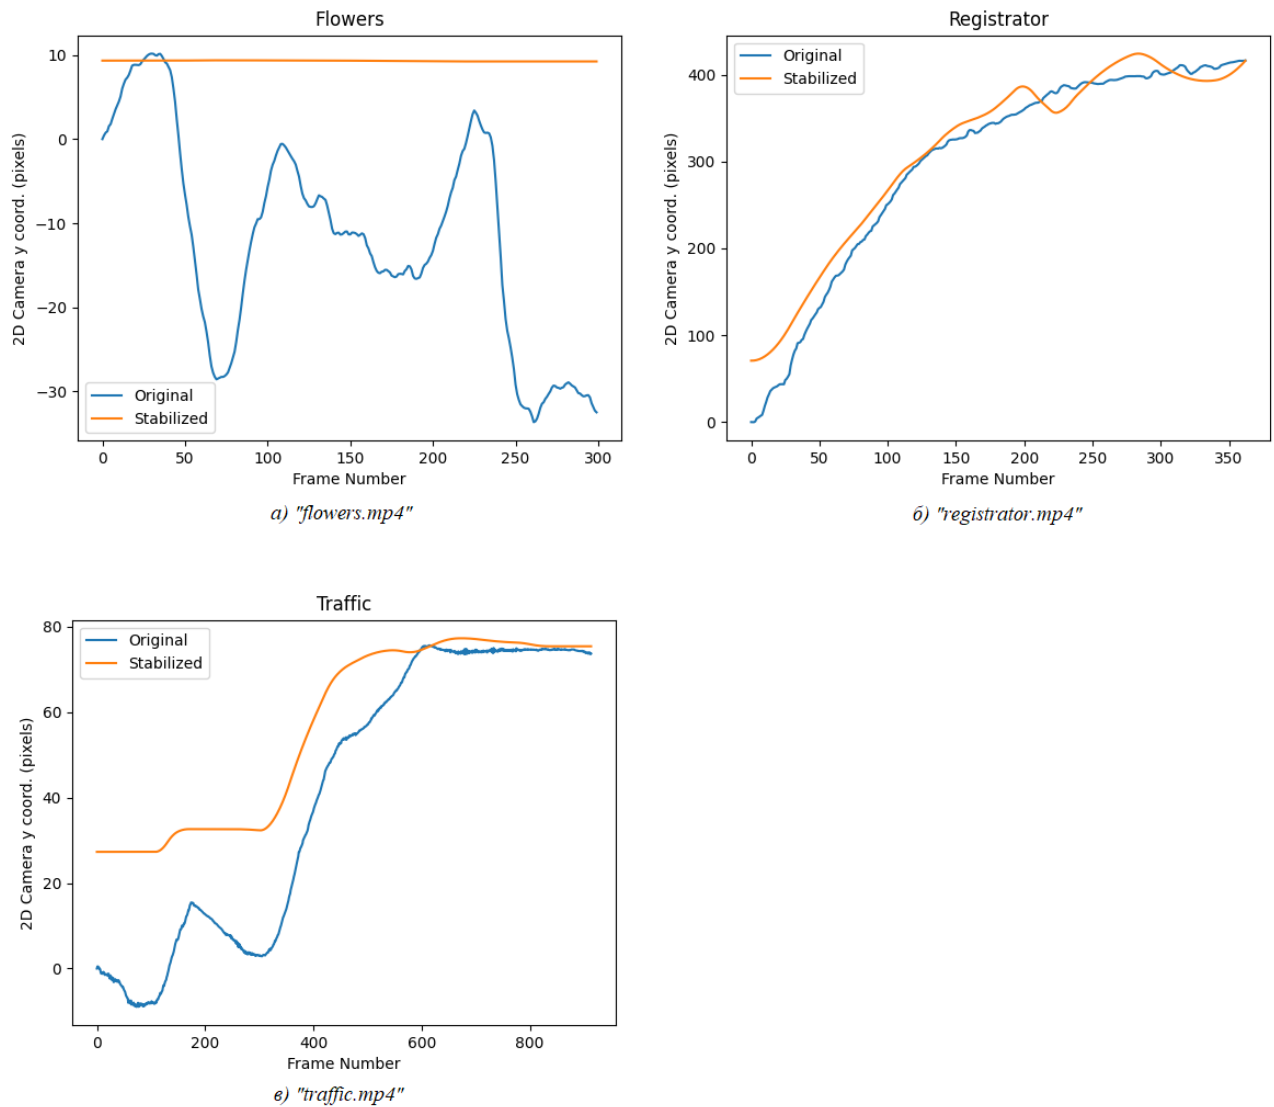 Flowers
10
0
−10
−20
−30
2D Camera y coord. (pixels)
Original
Stabilized
0 50 100 150 200 250 300
Frame Number
а) "flowers.mp4"
Registrator
Original
Stabilized
400
300
200
100
0
2D Camera y coord. (pixels)
0 50 100 150 200 250 300 350
Frame Number
б) "registrator.mp4"
Traffic
Original
Stabilized
80
60
40
20
0
2D Camera y coord. (pixels)
0 200 400 600 800
Frame Number
в) "traffic.mp4"